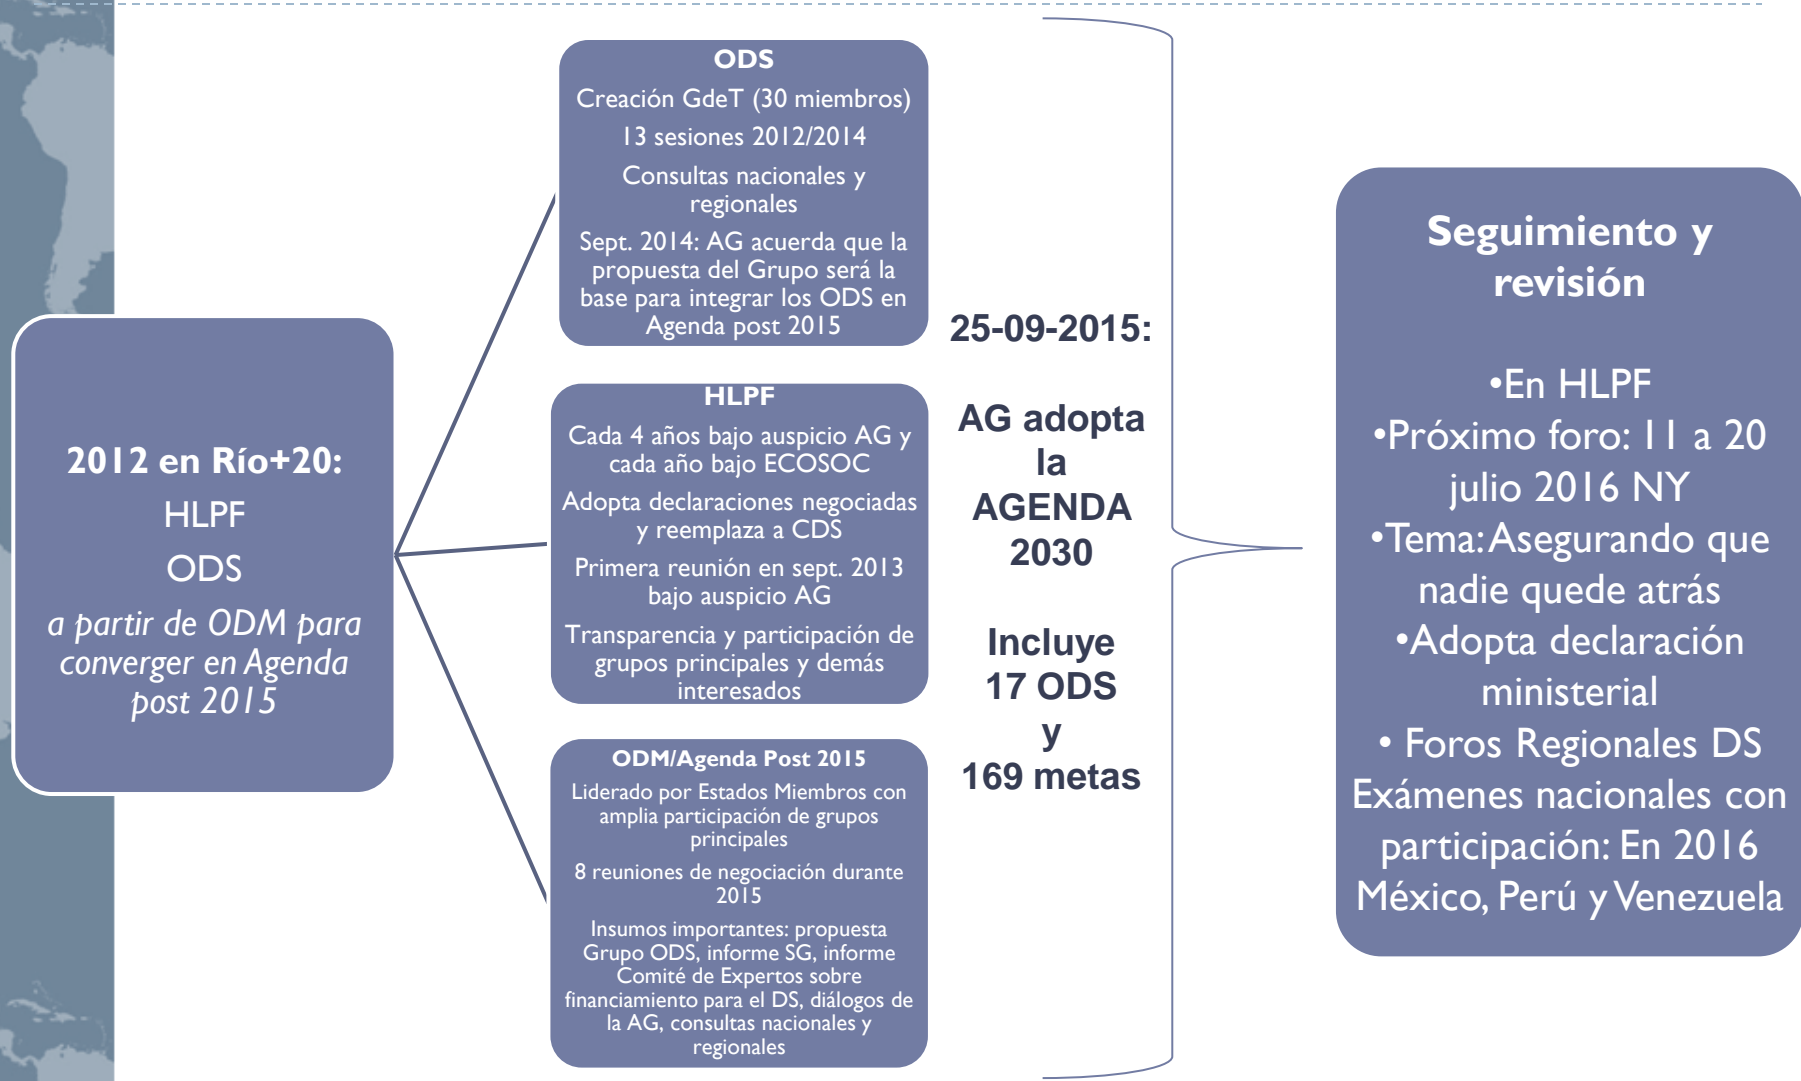 2012 en Río+20:
HLPF
ODS
a partir de ODM para
converger en Agenda
post 2015
ODS
Creación GdeT (30 miembros)
13 sesiones 2012/2014
Consultas nacionales y
regionales
Sept. 2014: AG acuerda que la
propuesta del Grupo será la
base para integrar los ODS en
Agenda post 2015
HLPF
Cada 4 años bajo auspicio AG y
cada año bajo ECOSOC
Adopta declaraciones negociadas
y reemplaza a CDS
Primera reunión en sept. 2013
bajo auspicio AG
Transparencia y participación de
grupos principales y demás
interesados
ODM/Agenda Post 2015
Liderado por Estados Miembros con
amplia participación de grupos
principales
8 reuniones de negociación durante
2015
Insumos importantes: propuesta
Grupo ODS, informe SG, informe
Comité de Expertos sobre
financiamiento para el DS, diálogos de
la AG, consultas nacionales y
regionales
25-09-2015:
AG adopta
la
AGENDA
2030
Incluye
17 ODS
y
169 metas
Seguimiento y
revisión
•En HLPF
•Próximo foro: 11 a 20
julio 2016 NY
•Tema: Asegurando que
nadie quede atrás
•Adopta declaración
ministerial
• Foros Regionales DS
Exámenes nacionales con
participación: En 2016
México, Perú y Venezuela